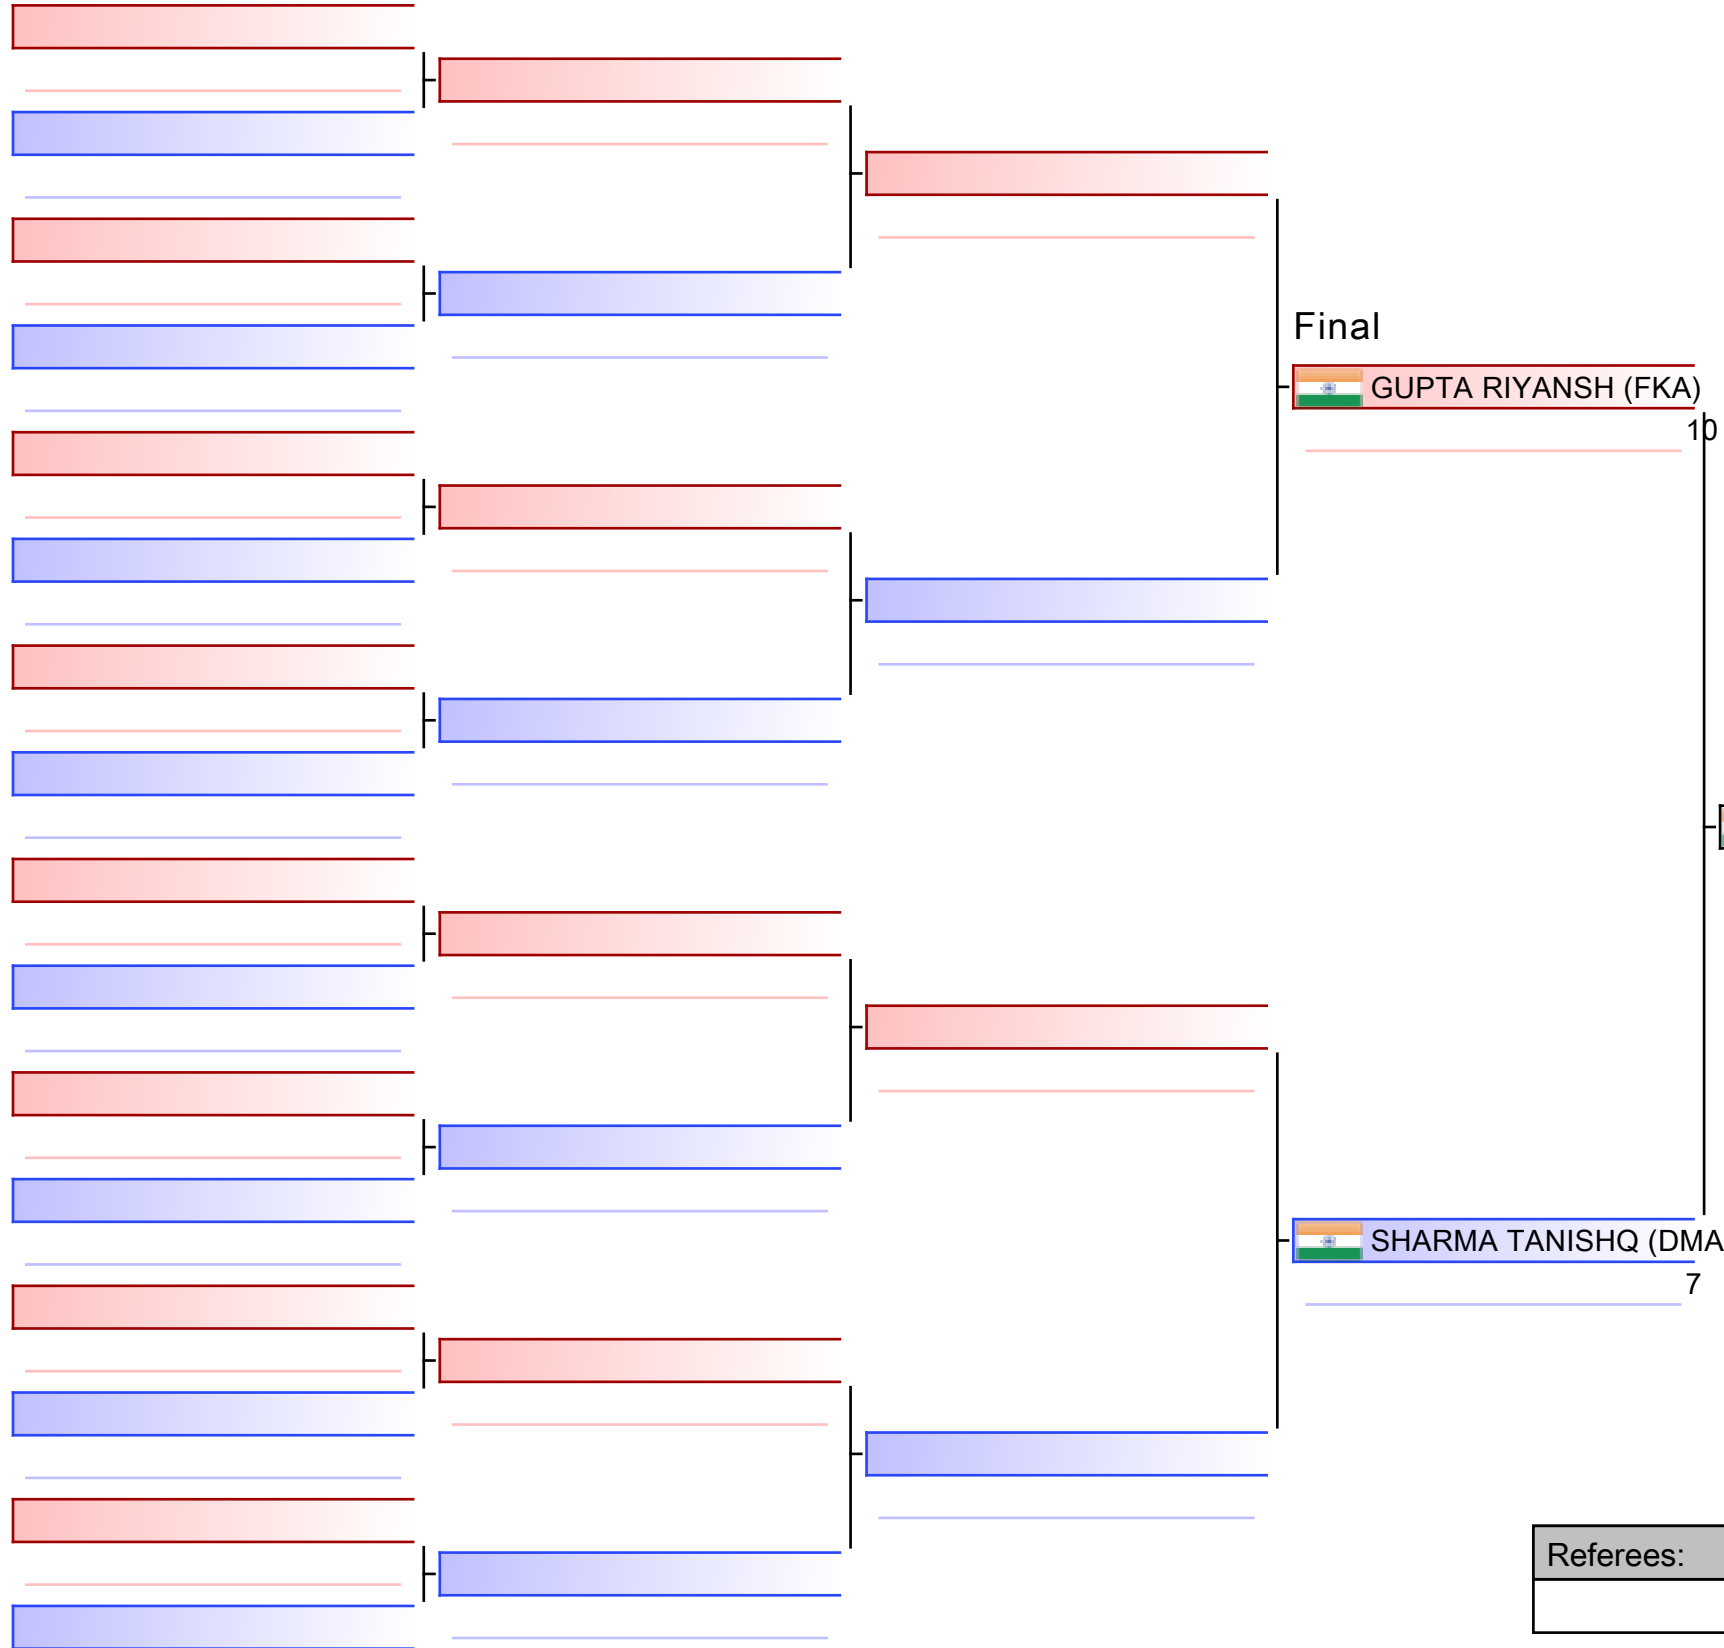 Final
GUPTA RIYANSH (FKA)
10
SHARMA TANISHQ (DMA
7
Referees: